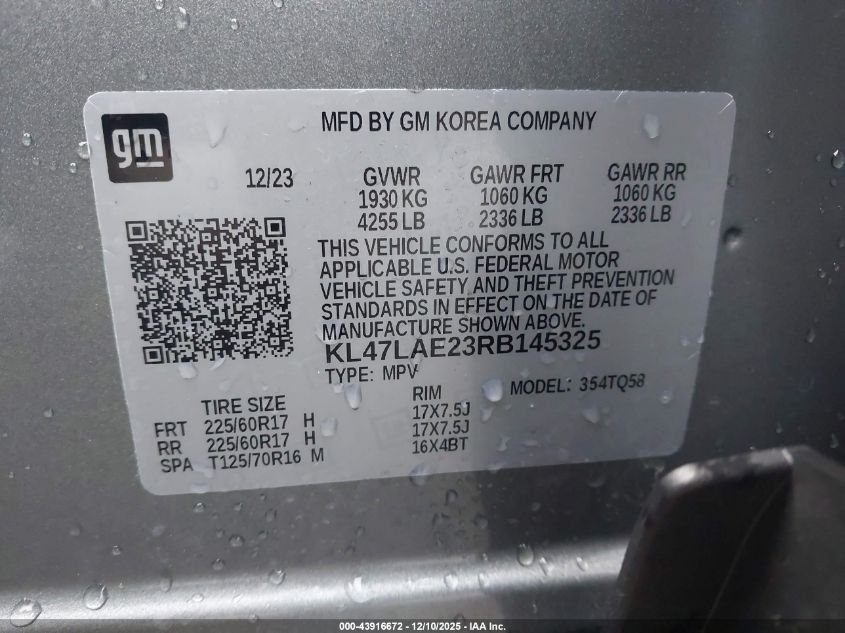 gm
MFD BY GM KOREA COMPANY
12/23
GVWR GAWR FRT GAWR RR
1930 KG 1060 KG 1060 KG
4255 LB 2336 LB 2336 LB
THIS VEHICLE CONFORMS TO ALL
APPLICABLE U.S. FEDERAL MOTOR
VEHICLE SAFETY AND THEFT PREVENTION
STANDARDS IN EFFECT ON THE DATE OF
MANUFACTURE SHOWN ABOVE.
KL47LAE23RB145325
TYPE: MPV MODEL: 354TQ58
TIRE SIZE RIM
FRT 225/60R17 H 17X7.5J
RR 225/60R17 H 17X7.5J
SPA T125/70R16 M 16X4BT
000-43916672 - 12/10/2025 - IAA Inc.